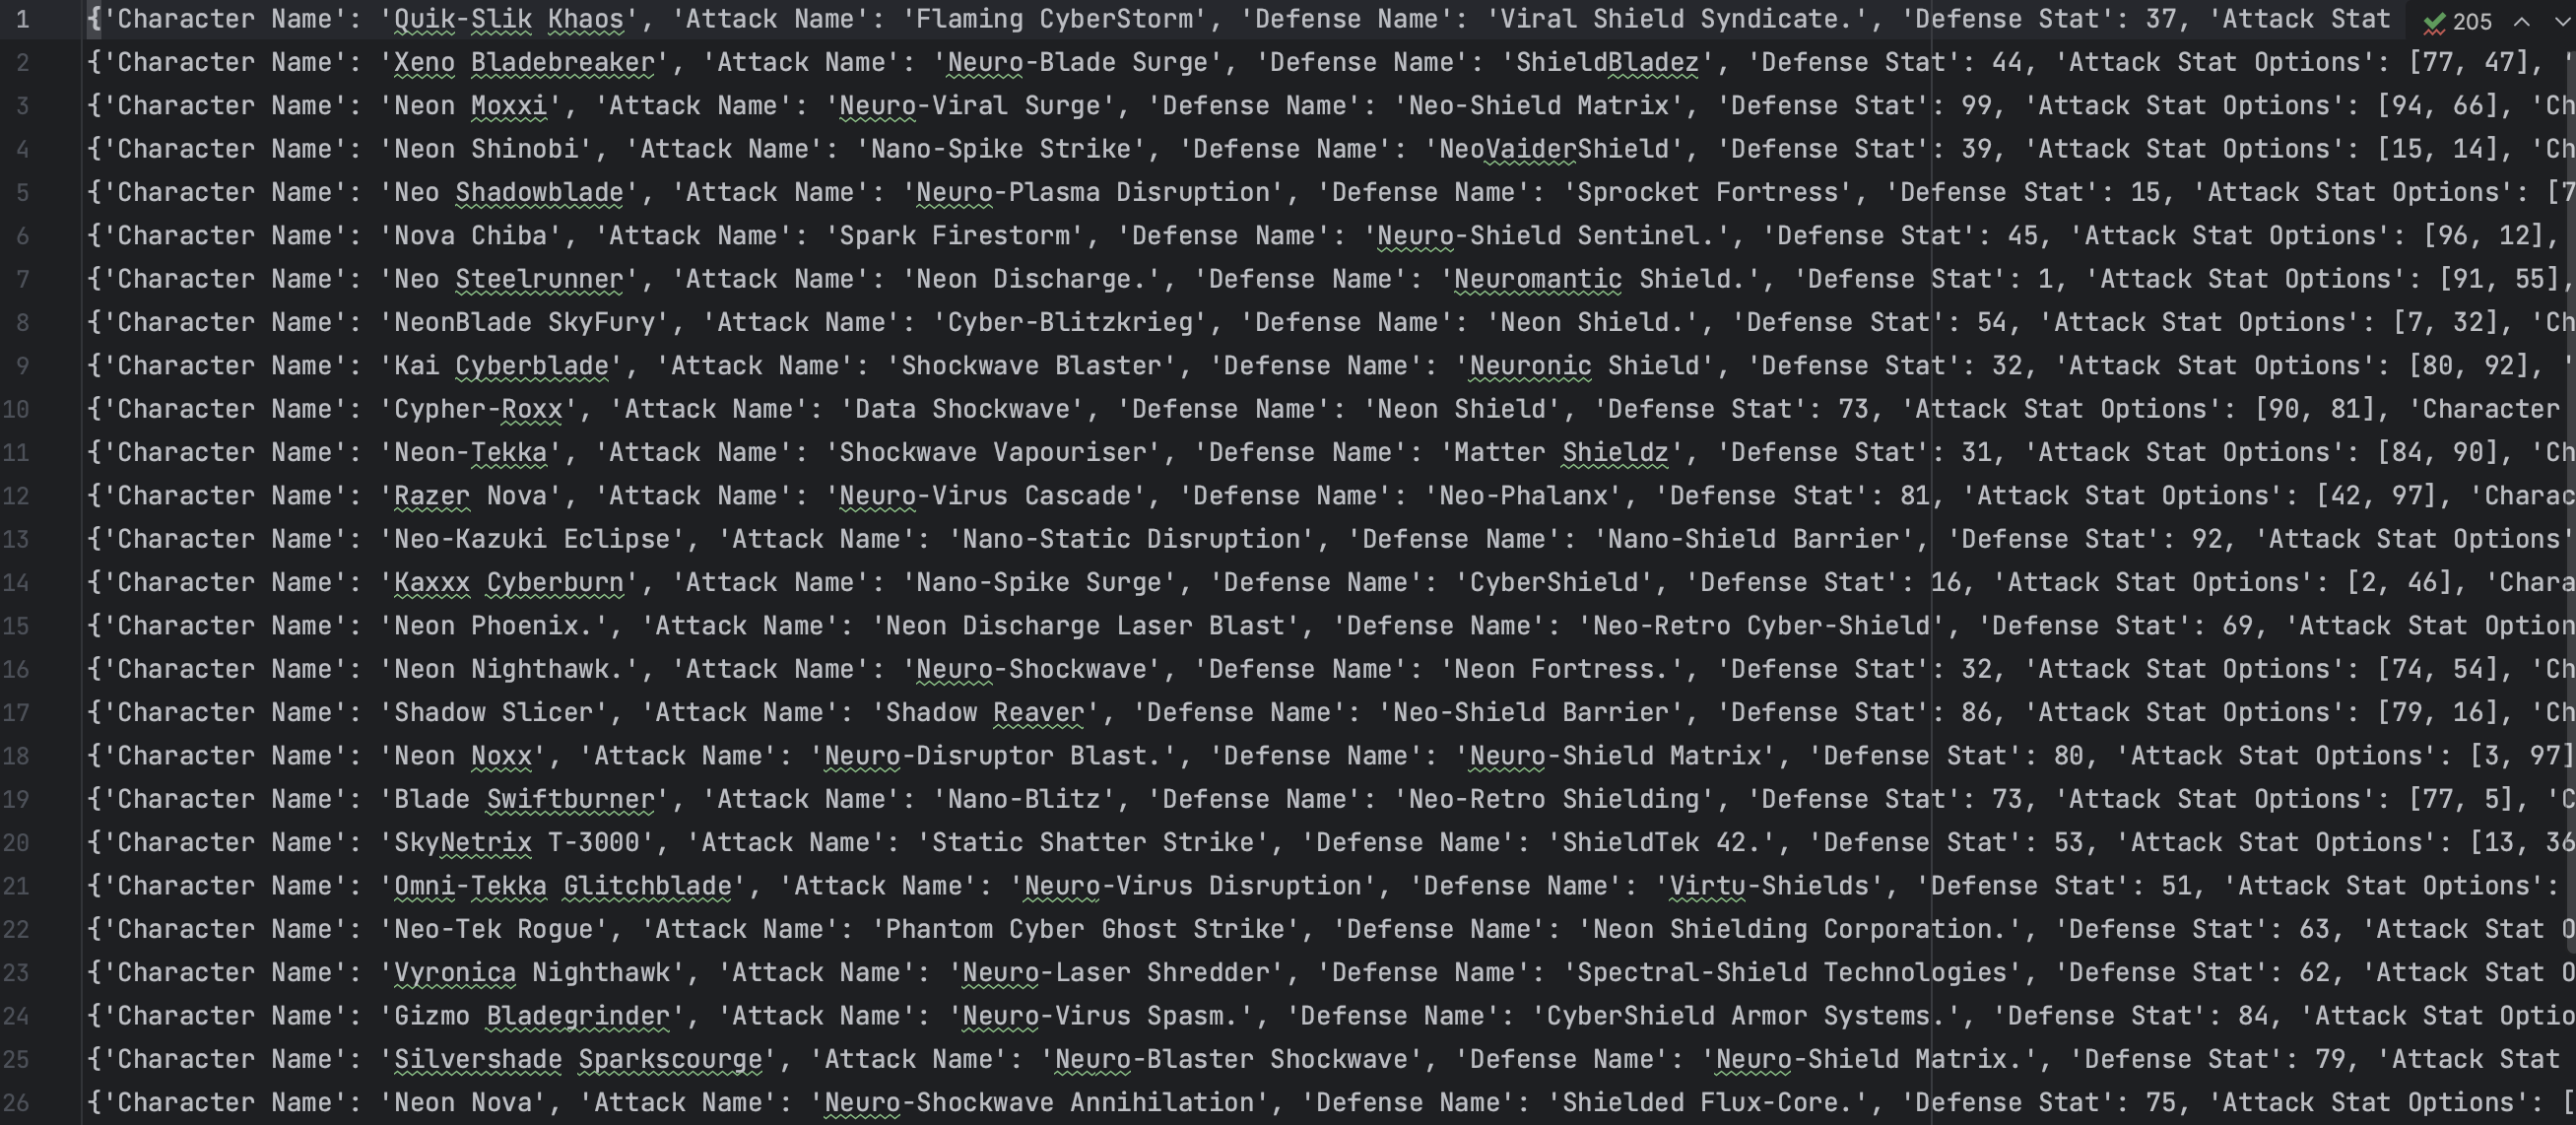 1 {'Character Name': 'Quik-Slik Khaos', 'Attack Name': 'Flaming CyberStorm', 'Defense Name': 'Viral Shield Syndicate.', 'Defense Stat': 37, 'Attack Stat 205
2 {'Character Name': 'Xeno Bladebreaker', 'Attack Name': 'Neuro-Blade Surge', 'Defense Name': 'ShieldBladez', 'Defense Stat': 44, 'Attack Stat Options': [77, 47], '
3 {'Character Name': 'Neon Moxxi', 'Attack Name': 'Neuro-Viral Surge', 'Defense Name': 'Neo-Shield Matrix', 'Defense Stat': 99, 'Attack Stat Options': [94, 66], 'Ch
4 {'Character Name': 'Neon Shinobi', 'Attack Name': 'Nano-Spike Strike', 'Defense Name': 'NeoVaiderShield', 'Defense Stat': 39, 'Attack Stat Options': [15, 14], 'Ch
5 {'Character Name': 'Neo Shadowblade', 'Attack Name': 'Neuro-Plasma Disruption', 'Defense Name': 'Sprocket Fortress', 'Defense Stat': 15, 'Attack Stat Options': [7
6 {'Character Name': 'Nova Chiba', 'Attack Name': 'Spark Firestorm', 'Defense Name': 'Neuro-Shield Sentinel.', 'Defense Stat': 45, 'Attack Stat Options': [96, 12],
7 {'Character Name': 'Neo Steelrunner', 'Attack Name': 'Neon Discharge.', 'Defense Name': 'Neuromantic Shield.', 'Defense Stat': 1, 'Attack Stat Options': [91, 55],
8 {'Character Name': 'NeonBlade SkyFury', 'Attack Name': 'Cyber-Blitzkrieg', 'Defense Name': 'Neon Shield.', 'Defense Stat': 54, 'Attack Stat Options': [7, 32], 'Ch
9 {'Character Name': 'Kai Cyberblade', 'Attack Name': 'Shockwave Blaster', 'Defense Name': 'Neuronic Shield', 'Defense Stat': 32, 'Attack Stat Options': [80, 92], '
10 {'Character Name': 'Cypher-Roxx', 'Attack Name': 'Data Shockwave', 'Defense Name': 'Neon Shield', 'Defense Stat': 73, 'Attack Stat Options': [90, 81], 'Character
11 {'Character Name': 'Neon-Tekka', 'Attack Name': 'Shockwave Vapouriser', 'Defense Name': 'Matter Shieldz', 'Defense Stat': 31, 'Attack Stat Options': [84, 90], 'Ch
12 {'Character Name': 'Razer Nova', 'Attack Name': 'Neuro-Virus Cascade', 'Defense Name': 'Neo-Phalanx', 'Defense Stat': 81, 'Attack Stat Options': [42, 97], 'Charac
13 {'Character Name': 'Neo-Kazuki Eclipse', 'Attack Name': 'Nano-Static Disruption', 'Defense Name': 'Nano-Shield Barrier', 'Defense Stat': 92, 'Attack Stat Options'
14 {'Character Name': 'Kaxxx Cyberburn', 'Attack Name': 'Nano-Spike Surge', 'Defense Name': 'CyberShield', 'Defense Stat': 16, 'Attack Stat Options': [2, 46], 'Chara
15 {'Character Name': 'Neon Phoenix.', 'Attack Name': 'Neon Discharge Laser Blast', 'Defense Name': 'Neo-Retro Cyber-Shield', 'Defense Stat': 69, 'Attack Stat Option
16 {'Character Name': 'Neon Nighthawk.', 'Attack Name': 'Neuro-Shockwave', 'Defense Name': 'Neon Fortress.', 'Defense Stat': 32, 'Attack Stat Options': [74, 54], 'Ch
17 {'Character Name': 'Shadow Slicer', 'Attack Name': 'Shadow Reaver', 'Defense Name': 'Neo-Shield Barrier', 'Defense Stat': 86, 'Attack Stat Options': [79, 16], 'Ch
18 {'Character Name': 'Neon Noxx', 'Attack Name': 'Neuro-Disruptor Blast.', 'Defense Name': 'Neuro-Shield Matrix', 'Defense Stat': 80, 'Attack Stat Options': [3, 97]
19 {'Character Name': 'Blade Swiftburner', 'Attack Name': 'Nano-Blitz', 'Defense Name': 'Neo-Retro Shielding', 'Defense Stat': 73, 'Attack Stat Options': [77, 5], 'C
20 {'Character Name': 'SkyNetrix T-3000', 'Attack Name': 'Static Shatter Strike', 'Defense Name': 'ShieldTek 42.', 'Defense Stat': 53, 'Attack Stat Options': [13, 36
21 {'Character Name': 'Omni-Tekka Glitchblade', 'Attack Name': 'Neuro-Virus Disruption', 'Defense Name': 'Virtu-Shields', 'Defense Stat': 51, 'Attack Stat Options':
22 {'Character Name': 'Neo-Tek Rogue', 'Attack Name': 'Phantom Cyber Ghost Strike', 'Defense Name': 'Neon Shielding Corporation.', 'Defense Stat': 63, 'Attack Stat O
23 {'Character Name': 'Vyronica Nighthawk', 'Attack Name': 'Neuro-Laser Shredder', 'Defense Name': 'Spectral-Shield Technologies', 'Defense Stat': 62, 'Attack Stat O
24 {'Character Name': 'Gizmo Bladegrinder', 'Attack Name': 'Neuro-Virus Spasm.', 'Defense Name': 'CyberShield Armor Systems.', 'Defense Stat': 84, 'Attack Stat Optio
25 {'Character Name': 'Silvershade Sparkscourge', 'Attack Name': 'Neuro-Blaster Shockwave', 'Defense Name': 'Neuro-Shield Matrix.', 'Defense Stat': 79, 'Attack Stat
26 {'Character Name': 'Neon Nova', 'Attack Name': 'Neuro-Shockwave Annihilation', 'Defense Name': 'Shielded Flux-Core.', 'Defense Stat': 75, 'Attack Stat Options': [